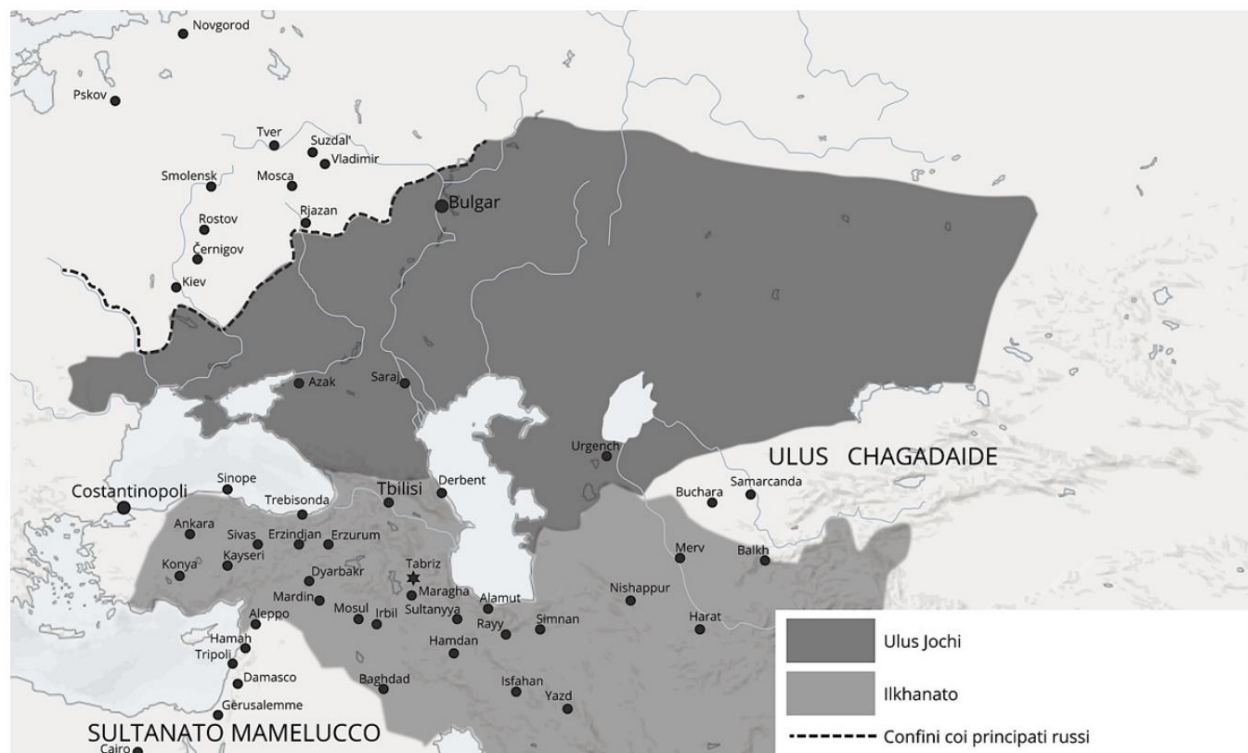 Novgorod
Pskov
Tver
Suzdal'
Vladimir
Smolensk
Mosca
Bulgar
Rostov
Rjazan
Černigov
Kiev
Azak
Saraj
Urgench
ULUS CHAGADAIDE
Costantinopoli
Sinope
Tbilisi
Derbent
Buchara
Samarcanda
Trebisonda
Ankara
Sivas
Erzindjan
Erzurum
Merv
Balkh
Konya
Kayseri
Dyarbakr
Tabriz
Maragha
Nishappur
Mardin
Sultanyya
Alamut
Aleppo
Mosul
Irbil
Rayy
Simnan
Harat
Hamah
Hamdan
Tripoli
Damasco
Baghdad
Isfahan
Yazd
Gerusalemme
SULTANATO MAMELUCCO
Cairo
Ulus Jochi
Ilkhanato
Confini coi principati russi